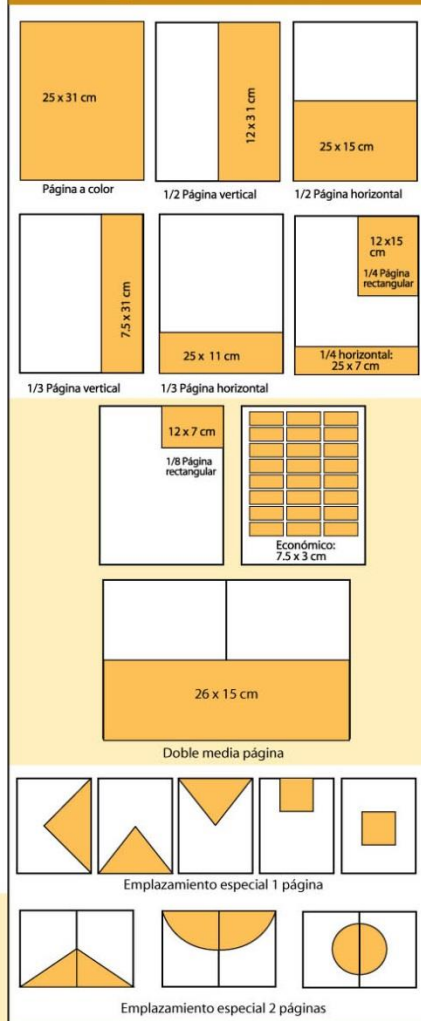 25 x 31 cm
Página a color
12 x 3 1 cm
1/2 Página vertical
25 x 15 cm
1/2 Página horizontal
7.5 x 31 cm
1/3 Página vertical
25 x 11 cm
1/3 Página horizontal
12 x15
cm
1/4 Página
rectangular
1/4 horizontal:
25 x 7 cm
12 x 7 cm
1/8 Página
rectangular
Económico:
7.5 x 3 cm
26 x 15 cm
Doble media página
Emplazamiento especial 1 página
Emplazamiento especial 2 páginas